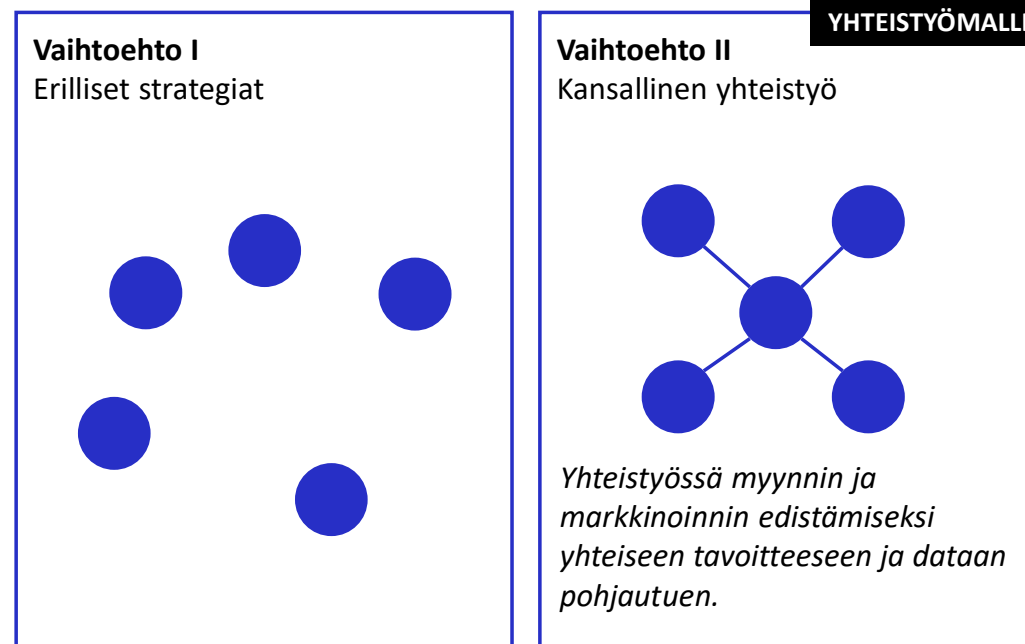 YHTEISTYÖMALLI
Vaihtoehto I
Erilliset strategiat
Vaihtoehto II
Kansallinen yhteistyö
Yhteistyössä myynnin ja
markkinoinnin edistämiseksi
yhteiseen tavoitteeseen ja dataan
pohjautuen.